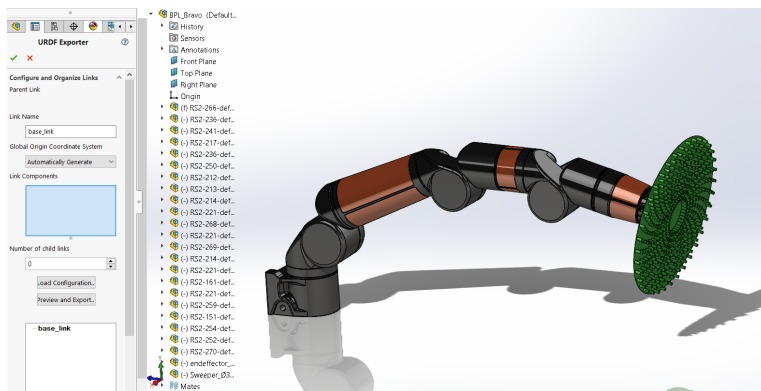 URDF Exporter
Configure and Organize Links
Parent Link
Link Name
base_link
Global Origin Coordinate System
Automatically Generate
Link Components
Number of child links
0
Load Configuration..
Preview and Export..
base_link
BPL_Bravo (Default...
History
Sensors
Annotations
Front Plane
Top Plane
Right Plane
Origin
(f) RS2-266-def...
(-) RS2-236-def...
(-) RS2-241-def...
(-) RS2-217-def...
(-) RS2-236-def...
(-) RS2-250-def...
(-) RS2-212-def...
(-) RS2-213-def...
(-) RS2-214-def...
(-) RS2-221-def...
(-) RS2-268-def...
(-) RS2-221-def...
(-) RS2-269-def...
(-) RS2-214-def...
(-) RS2-221-def...
(-) RS2-161-def...
(-) RS2-221-def...
(-) RS2-259-def...
(-) RS2-151-def...
(-) RS2-254-def...
(-) RS2-252-def...
(-) RS2-270-def...
(-) endeffector_...
(-) Sweeper_Ø3...
Mates